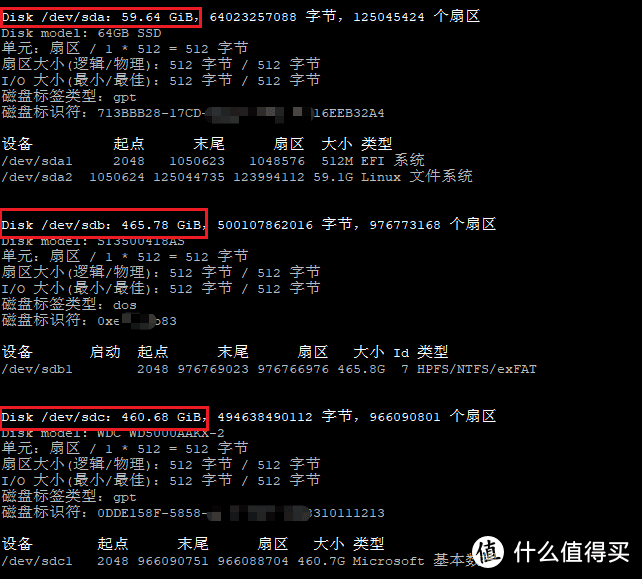 Disk /dev/sda: 59.64 GiB, 64023257088 字节, 125045424 个扇区
Disk model: 64GB SSD
单元: 扇区 / 1 * 512 = 512 字节
扇区大小(逻辑/物理): 512 字节 / 512 字节
I/O 大小(最小/最佳): 512 字节 / 512 字节
磁盘标签类型: gpt
磁盘标识符: 713BBB28-17CD- 16EEB32A4
设备 起点 末尾 扇区 大小 类型
/dev/sda1 2048 1050623 1048576 512M EFI 系统
/dev/sda2 1050624 125044735 123994112 59.1G Linux 文件系统
Disk /dev/sdb: 465.78 GiB, 500107862016 字节, 976773168 个扇区
Disk model: ST3500418AS
单元: 扇区 / 1 * 512 = 512 字节
扇区大小(逻辑/物理): 512 字节 / 512 字节
I/O 大小(最小/最佳): 512 字节 / 512 字节
磁盘标签类型: dos
磁盘标识符: 0xe b83
设备 启动 起点 末尾 扇区 大小 Id 类型
/dev/sdb1 2048 976769023 976766976 465.8G 7 HPFS/NTFS/exFAT
Disk /dev/sdc: 460.68 GiB, 494638490112 字节, 966090801 个扇区
Disk model: WDC WD5000AAKX-2
单元: 扇区 / 1 * 512 = 512 字节
扇区大小(逻辑/物理): 512 字节 / 512 字节
I/O 大小(最小/最佳): 512 字节 / 512 字节
磁盘标签类型: gpt
磁盘标识符: 0DDE158F-5858- 8310111213
设备 起点 末尾 扇区 大小 类型
/dev/sdc1 2048 966090751 966088704 460.7G Microsoft 基本
值 什么值得买